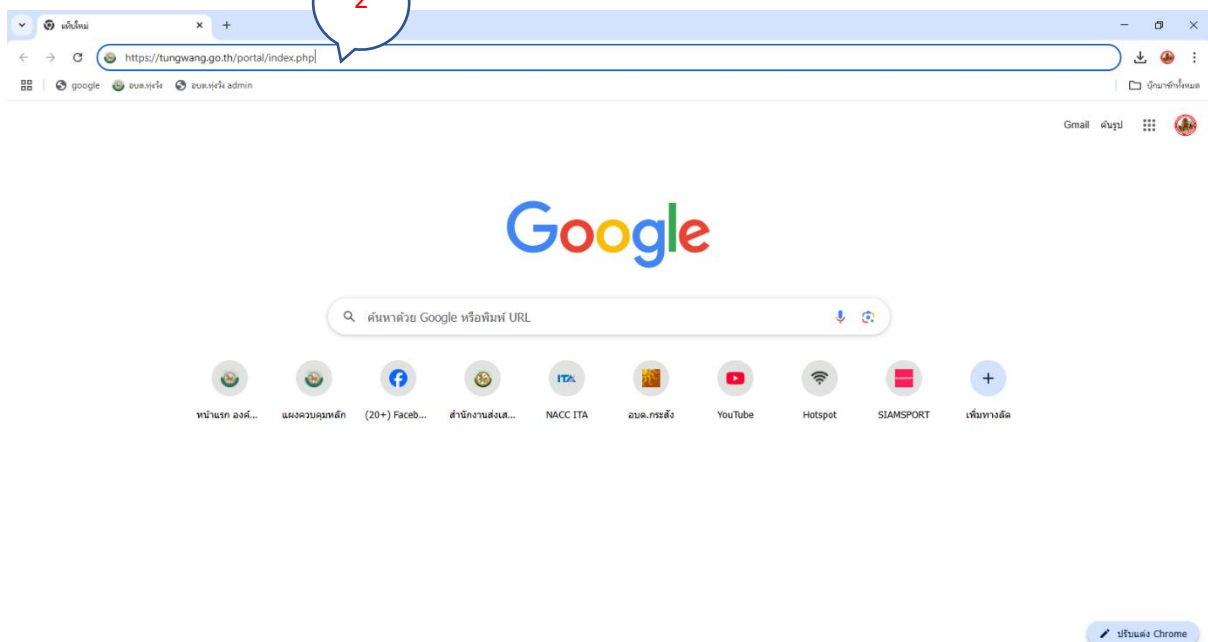 2
แท็บใหม่
https://tungwang.go.th/portal/index.php
google อบต.ทุ่งวัง อบต.ทุ่งวัง admin บุ๊กมาร์กทั้งหมด
Gmail ค้นรูป
Google
ค้นหาด้วย Google หรือพิมพ์ URL
ITA
หน้าแรก องค์... แผงควบคุมหลัก (20+) Faceb... สำนักงานส่งเส... NACC ITA อบต.กระสัง YouTube Hotspot SIAMSPORT เพิ่มทางลัด
ปรับแต่ง Chrome